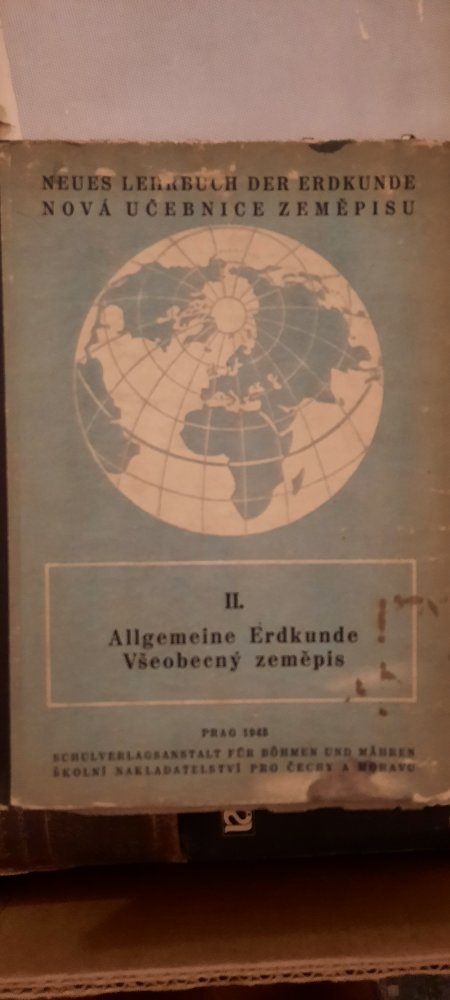 NEUES LEHRBUCH DER ERDKUNDE
NOVÁ UČEBNICE ZEMĚPISU
II.
Allgemeine Erdkunde
Všeobecný zeměpis
PRAG
SCHULVERLAGSANSTALT FÜR BÖHMEN UND MÄHREN
ŠKOLNÍ NAKLADATELSTVÍ PRO ČECHY A MORAVU
a